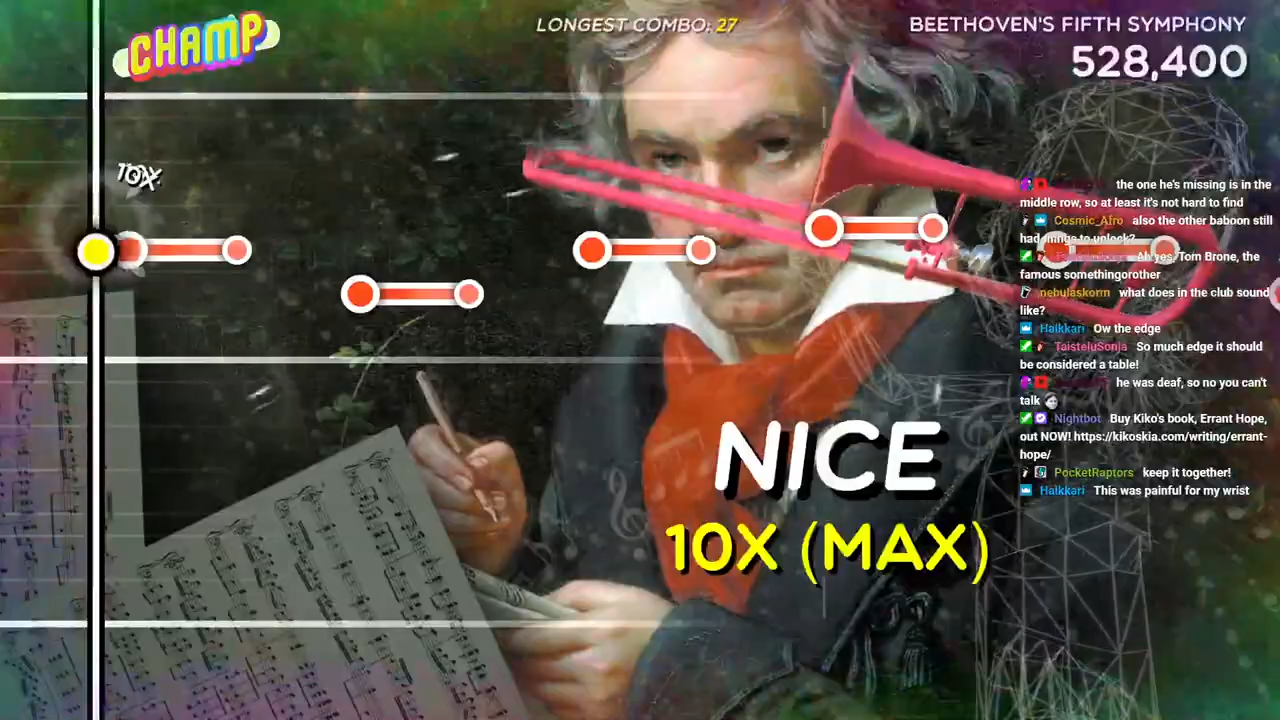 CHAMP
LONGEST COMBO: 27
BEETHOVEN'S FIFTH SYMPHONY
528,400
10X
NICE
10X (MAX)
the one he's missing is in the
middle row, so at least it's not hard to find
Cosmic_Afro also the other baboon still
had mnge to unlock?
Ah yes, Tom Brone, the
famous somethingorother
nebulaskorn what does in the club sound
like?
Halkkari Ow the edge
TaisteluSonja So much edge it should
be considered a table!
he was deaf, so no you can't
talk
Nightbot Buy Kiko's book, Errant Hope,
out NOW! https://kikoskia.com/writing/errant-
hope/
PocketRaptors keep it together!
Halkkari This was painful for my wrist